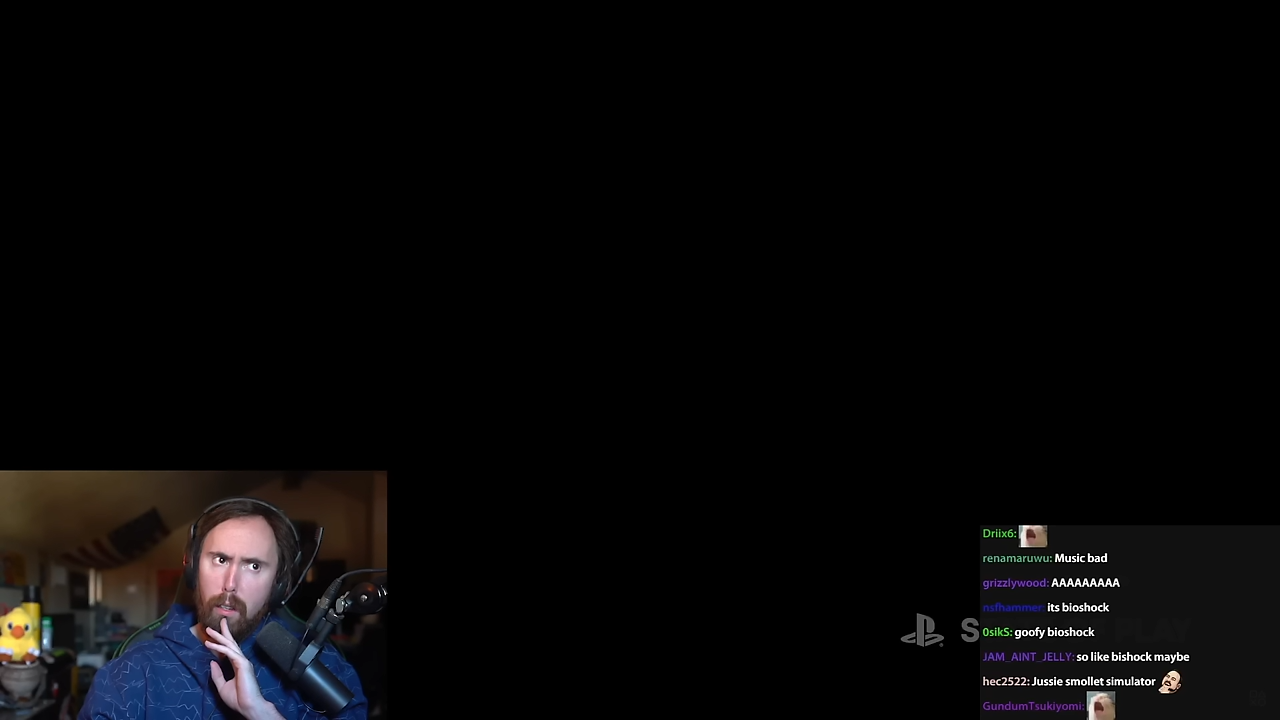 Driix6:
renamaruwu: Music bad
grizzlywood: AAAAAAAAA
nsfhammer: its bioshock
0sikS: goofy bioshock
PLAY
JAM_AINT_JELLY: so like bishock maybe
hec2522: Jussie smollet simulator
GundumTsukiyomi: